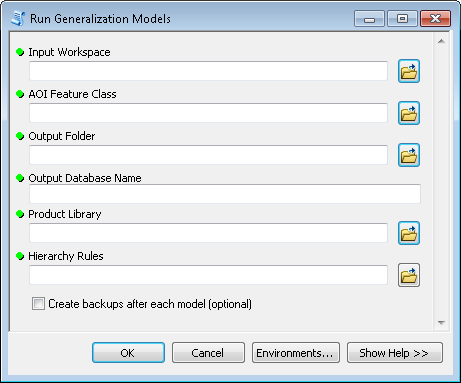 Run Generalization Models
Input Workspace
AOI Feature Class
Output Folder
Output Database Name
Product Library
Hierarchy Rules
Create backups after each model (optional)
OK
Cancel
Environments...
Show Help >>